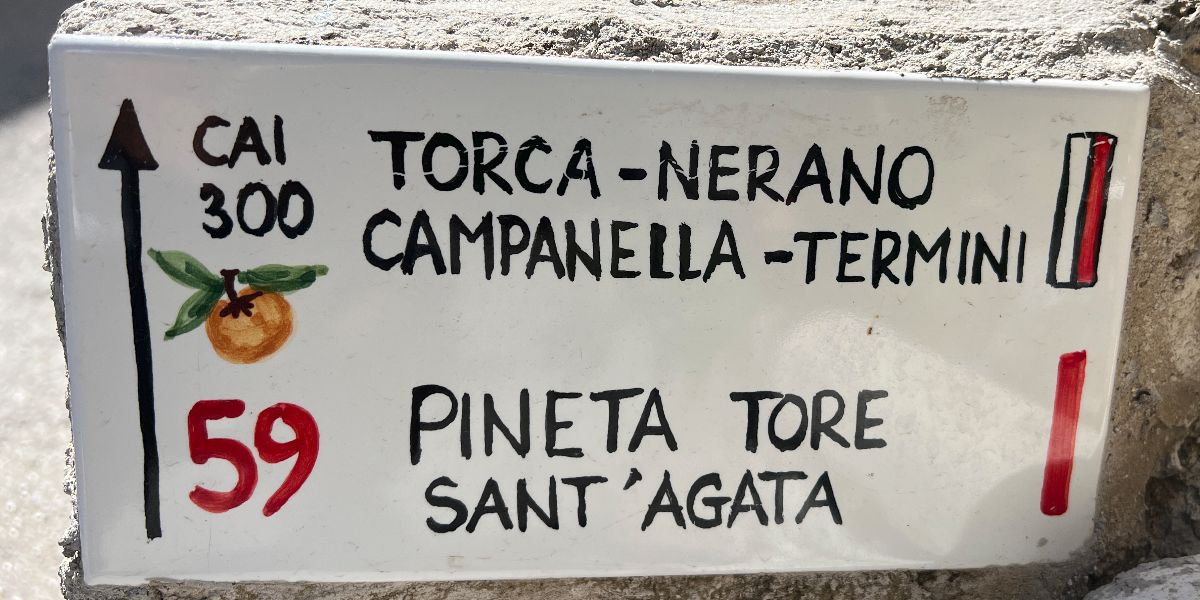 CAI
300
TORCA - NERANO
CAMPANELLA - TERMINI
59
PINETA TORE
SANT'AGATA